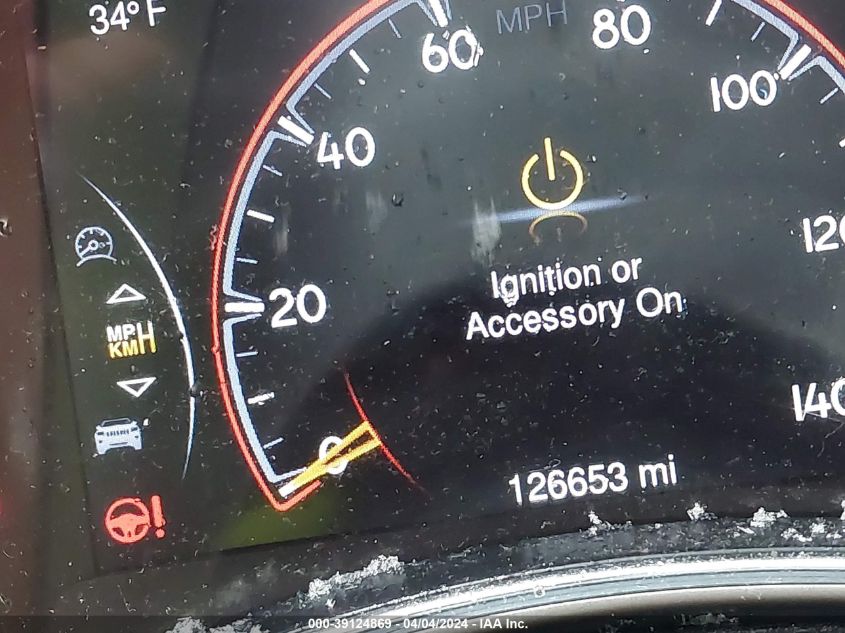 34° F
MPH
60
80
100
40
120
20
Ignition or
Accessory On
MPH
KM
140
0
126653 mi
000-39124869 - 04/04/2024 - IAA Inc.